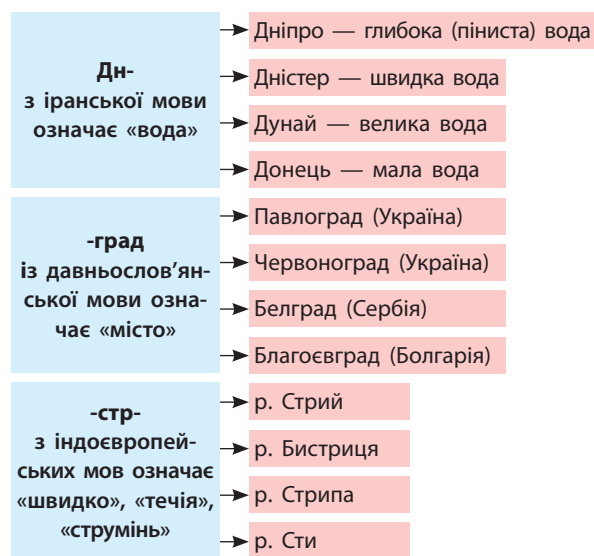 Дн-
з іранської мови
означає «вода»
Дніпро — глибока (піниста) вода
Дністер — швидка вода
Дунай — велика вода
Донець — мала вода
-град
із давньослов’ян-
ської мови озна-
чає «місто»
Павлоград (Україна)
Червоноград (Україна)
Белград (Сербія)
Благоєвград (Болгарія)
-стр-
з індоєвропей-
ських мов означає
«швидко», «течія»,
«струмінь»
р. Стрий
р. Бистриця
р. Стрипа
р. Сти